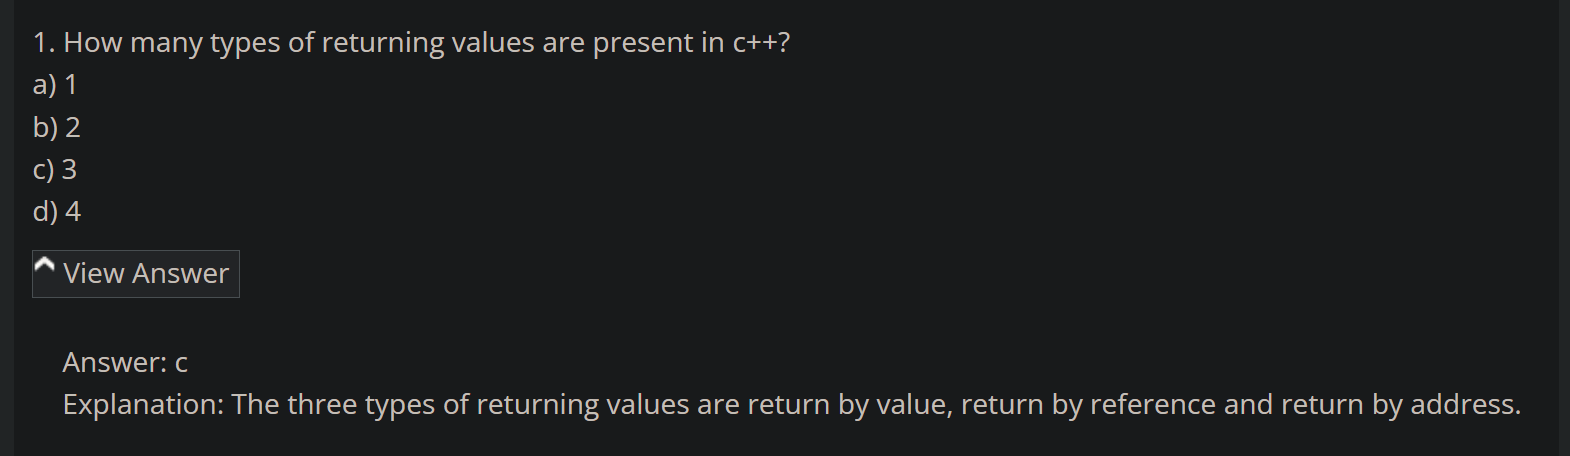 1. How many types of returning values are present in c++?
a) 1
b) 2
c) 3
d) 4
View Answer
Answer: c
Explanation: The three types of returning values are return by value, return by reference and return by address.